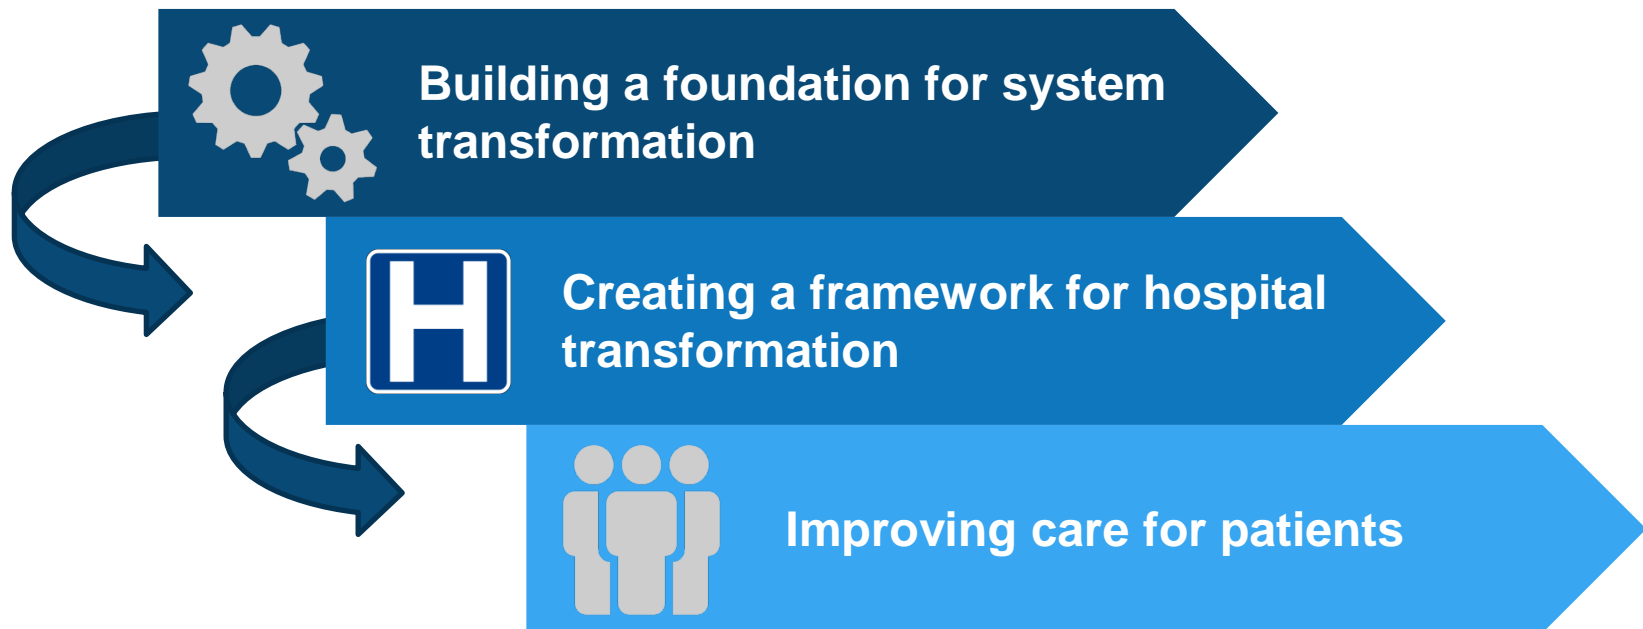 Building a foundation for system
transformation
H
Creating a framework for hospital
transformation
Improving care for patients